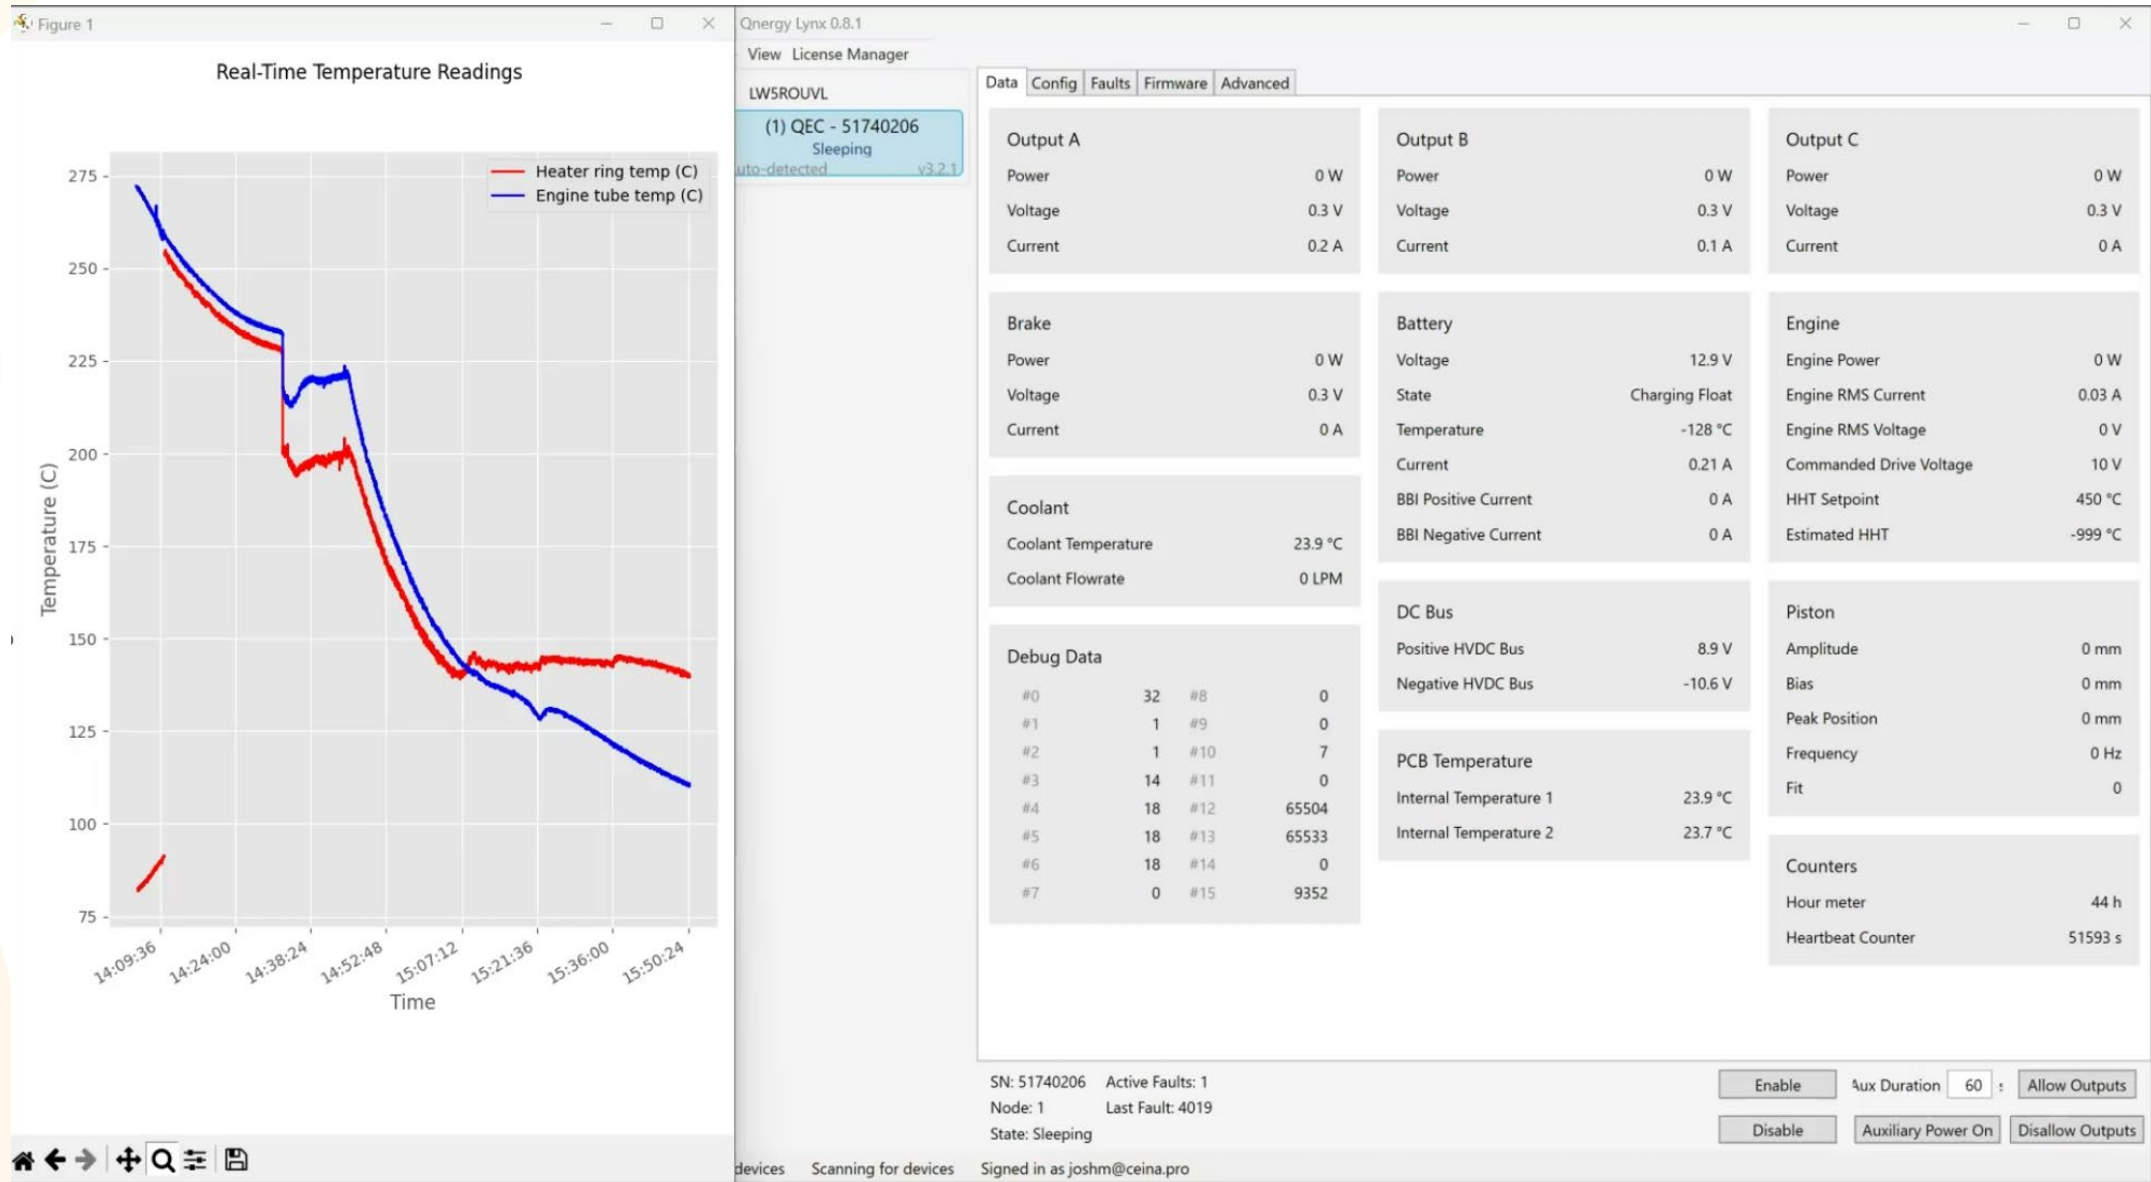 Figure 1
Real-Time Temperature Readings
Heater ring temp (C)
Engine tube temp (C)
275
250
225
200
175
150
125
100
75
Temperature (C)
14:09:36
14:24:00
14:38:24
14:52:48
15:07:12
15:21:36
15:36:00
15:50:24
Time
Qnergy Lynx 0.8.1
View License Manager
LW5ROUVL
(1) QEC - 51740206
Sleeping
uto-detected v3.2.1
Data Config Faults Firmware Advanced
Output A
Power 0 W
Voltage 0.3 V
Current 0.2 A
Output B
Power 0 W
Voltage 0.3 V
Current 0.1 A
Output C
Power 0 W
Voltage 0.3 V
Current 0 A
Brake
Power 0 W
Voltage 0.3 V
Current 0 A
Battery
Voltage 12.9 V
State Charging Float
Temperature -128 °C
Current 0.21 A
BBI Positive Current 0 A
BBI Negative Current 0 A
Engine
Engine Power 0 W
Engine RMS Current 0.03 A
Engine RMS Voltage 0 V
Commanded Drive Voltage 10 V
HHT Setpoint 450 °C
Estimated HHT -999 °C
Coolant
Coolant Temperature 23.9 °C
Coolant Flowrate 0 LPM
DC Bus
Positive HVDC Bus 8.9 V
Negative HVDC Bus -10.6 V
Piston
Amplitude 0 mm
Bias 0 mm
Peak Position 0 mm
Frequency 0 Hz
Fit 0
Debug Data
#0 32 #8 0
#1 1 #9 0
#2 1 #10 7
#3 14 #11 0
#4 18 #12 65504
#5 18 #13 65533
#6 18 #14 0
#7 0 #15 9352
PCB Temperature
Internal Temperature 1 23.9 °C
Internal Temperature 2 23.7 °C
Counters
Hour meter 44 h
Heartbeat Counter 51593 s
SN: 51740206 Active Faults: 1
Node: 1 Last Fault: 4019
State: Sleeping
Enable Aux Duration 60 Allow Outputs
Disable Auxiliary Power On Disallow Outputs
devices Scanning for devices Signed in as joshm@ceina.pro